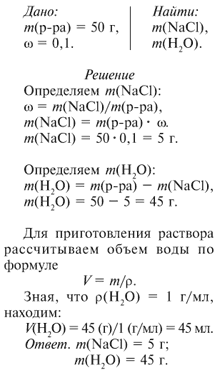 Дано: Найти:
m(р-ра) = 50 г, m(NaCl),
ω = 0,1. m(H₂O).
Решение
Определяем m(NaCl):
ω = m(NaCl)/m(р-ра),
m(NaCl) = m(р-ра) · ω.
m(NaCl) = 50 · 0,1 = 5 г.
Определяем m(H₂O):
m(H₂O) = m(р-ра) − m(NaCl),
m(H₂O) = 50 − 5 = 45 г.
Для приготовления раствора
рассчитываем объем воды по
формуле
V = m/ρ.
Зная, что ρ(H₂O) = 1 г/мл,
находим:
V(H₂O) = 45 (г)/1 (г/мл) = 45 мл.
Ответ. m(NaCl) = 5 г;
m(H₂O) = 45 г.